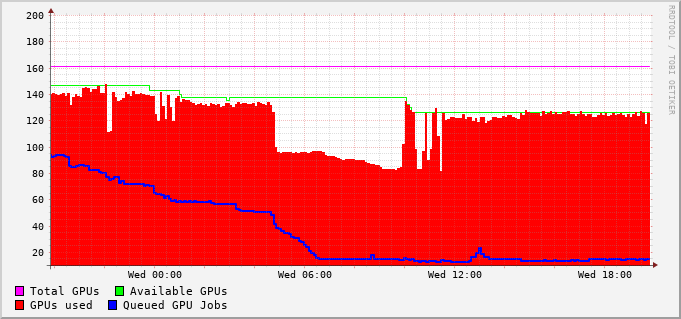 200
180
160
140
120
100
80
60
40
20
Wed 00:00 Wed 06:00 Wed 12:00 Wed 18:00
Total GPUs Available GPUs
GPUs used Queued GPU Jobs
RRDTOOL / TOBI OETIKER